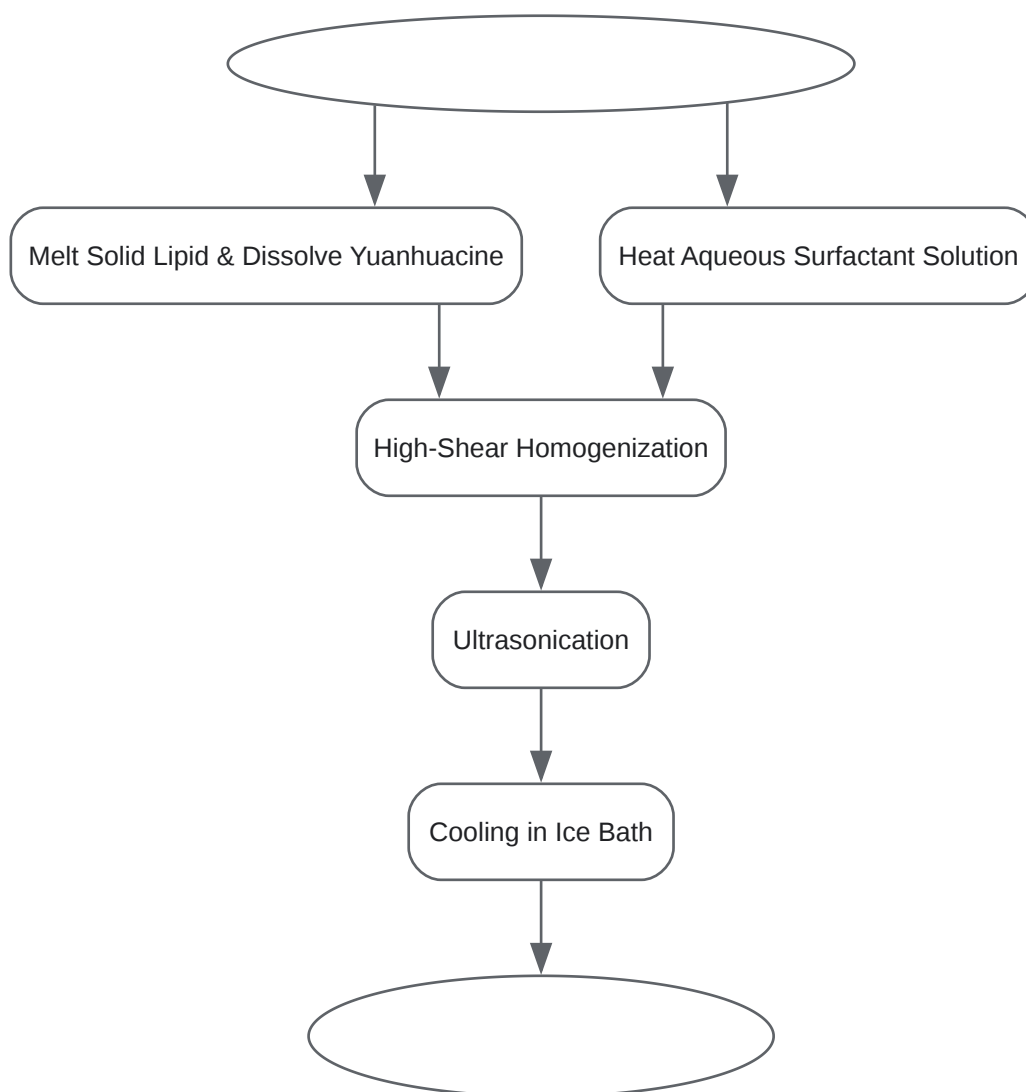 Melt Solid Lipid & Dissolve Yuanhuacine
Heat Aqueous Surfactant Solution
High-Shear Homogenization
Ultrasonication
Cooling in Ice Bath